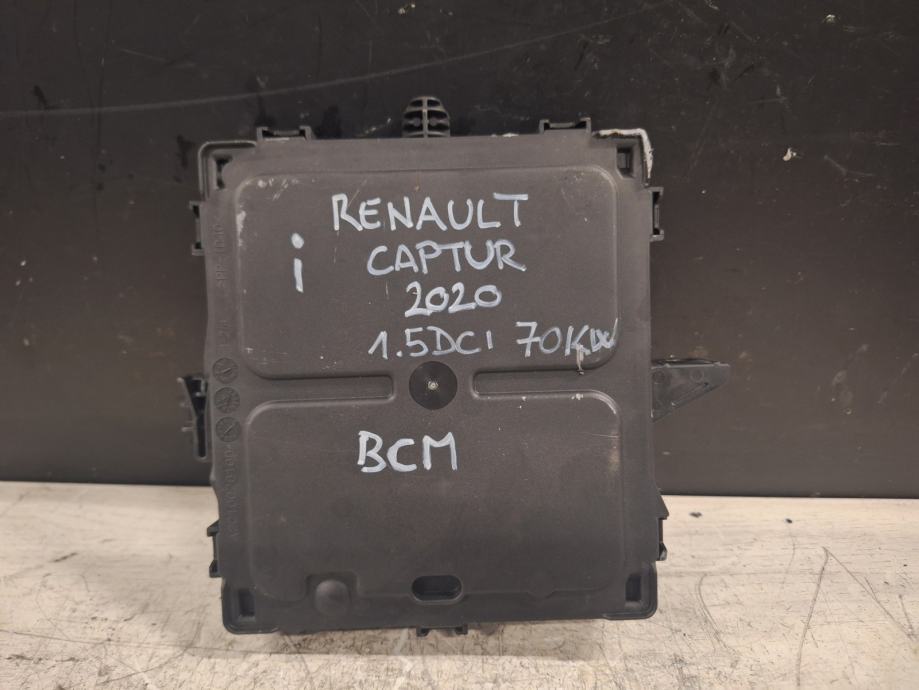 RENAULT
i CAPTUR
2020
1.5DCI 70KW
BCM